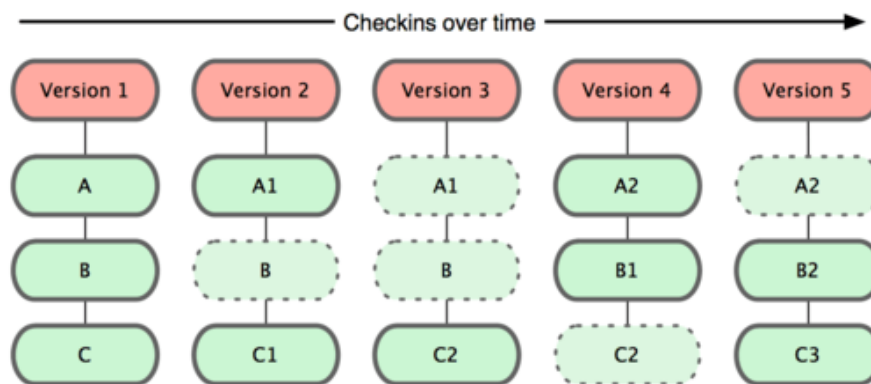 Checkins over time
Version 1 Version 2 Version 3 Version 4 Version 5
A A1 A1 A2 A2
B B B B1 B2
C C1 C2 C2 C3